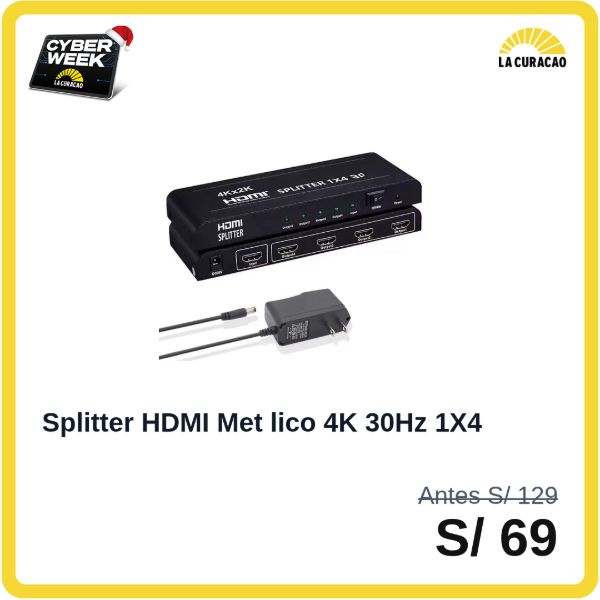 CYBER
WEEK
LA CURACAO
LA CURACAO
4Kx2K
HDMI SPLITTER 1X4 3D
HDMI
SPLITTER
Input
Splitter HDMI Met lico 4K 30Hz 1X4
Antes S/ 129
S/ 69